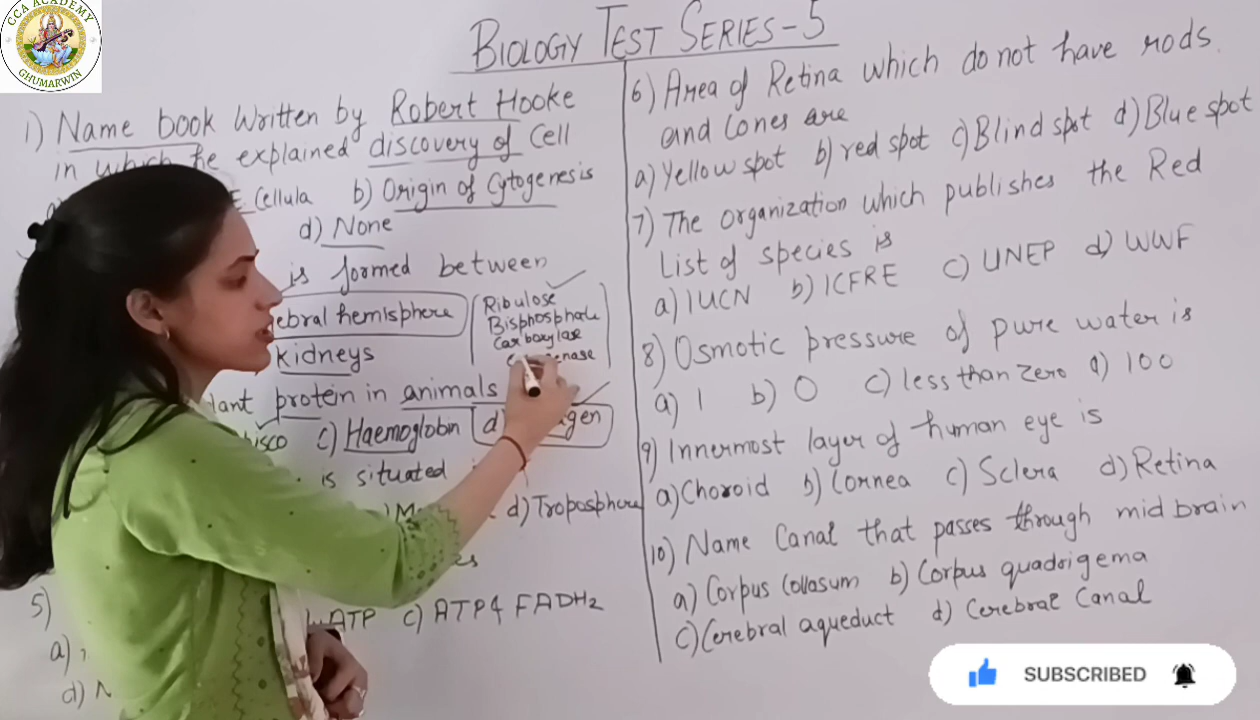 CCA ACADEMY
GHUMARWIN
BIOLOGY TEST SERIES-5
1) Name book Written by Robert Hooke
in which he explained discovery of Cell
Cellula b) Origin of Cytogenesis
d) None
is formed between
ebral hemisphere
kidneys
Ribulose
Bisphosphate
Carboxylase
nase
lant protein in animals
isco c) Haemoglobin d) gen
is situated
d) Troposphere
5)
ATP c) ATP & FADH2
a)
d) N
6) Area of Retina which do not have rods
and Cones are
a) Yellow spot b) red spot c) Blind spot d) Blue spot
7) The organization which publishes the Red
List of species is
a) IUCN b) ICFRE c) UNEP d) WWF
8) Osmotic pressure of pure water is
a) 1 b) 0 c) less than zero d) 100
9) Innermost layer of human eye is
a) Choroid b) Cornea c) Sclera d) Retina
10) Name Canal that passes through mid brain
a) Corpus Collasum b) Corpus quadrigema
c) Cerebral aqueduct d) Cerebral Canal
SUBSCRIBED